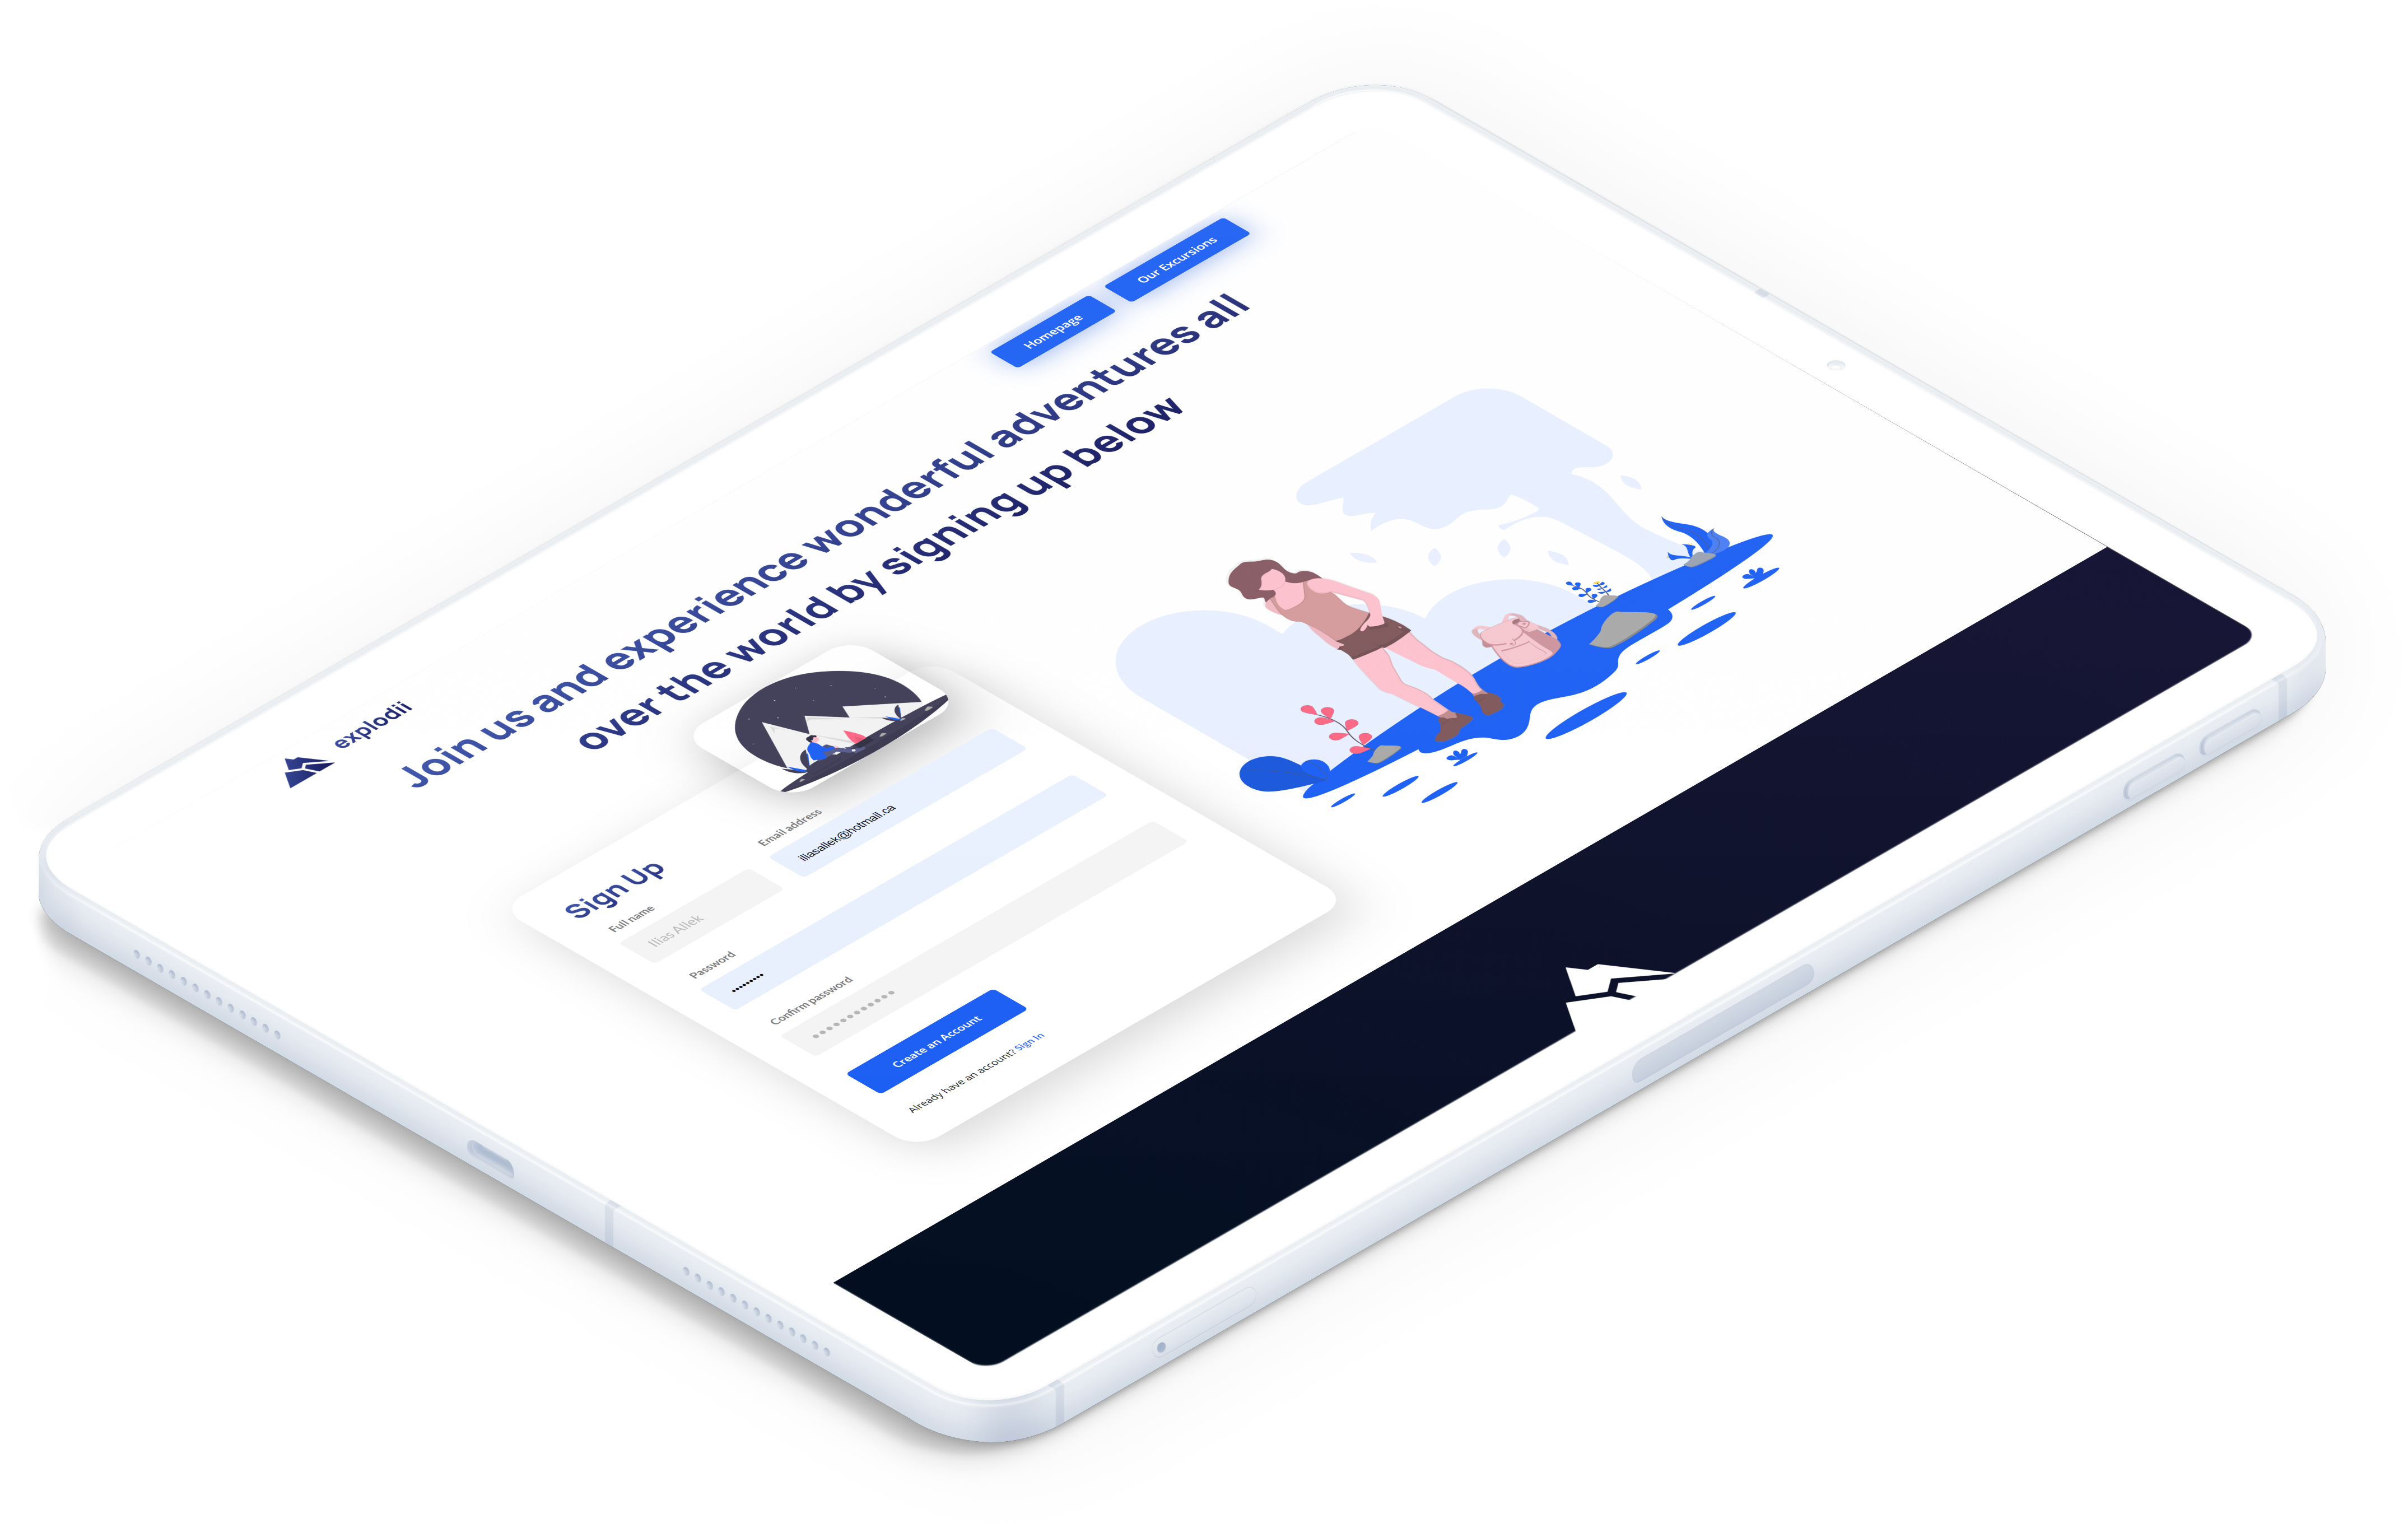 explodii
Homepage
Our Excursions
Join us and experience wonderful adventures all
over the world by signing up below
Sign Up
Full name
Ilias Allek
Email address
iliasallek@hotmail.ca
Password
••••••••
Confirm password
••••••••••••
Create an Account
Already have an account? Sign In